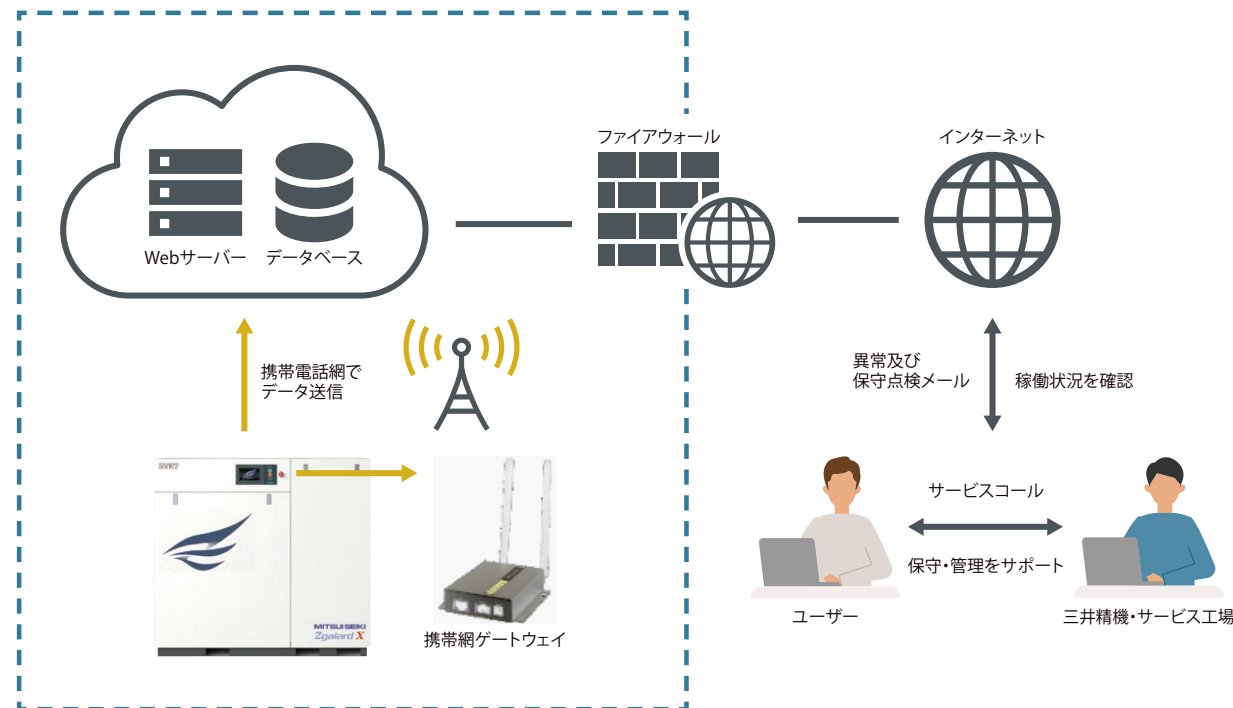 ファイアウォール
インターネット
Webサーバー
データベース
携帯電話網で
データ送信
異常及び
保守点検メール
稼働状況を確認
サービスコール
保守・管理をサポート
MITSUI SEIKI
Zgaiard X
携帯網ゲートウェイ
ユーザー
三井精機・サービス工場